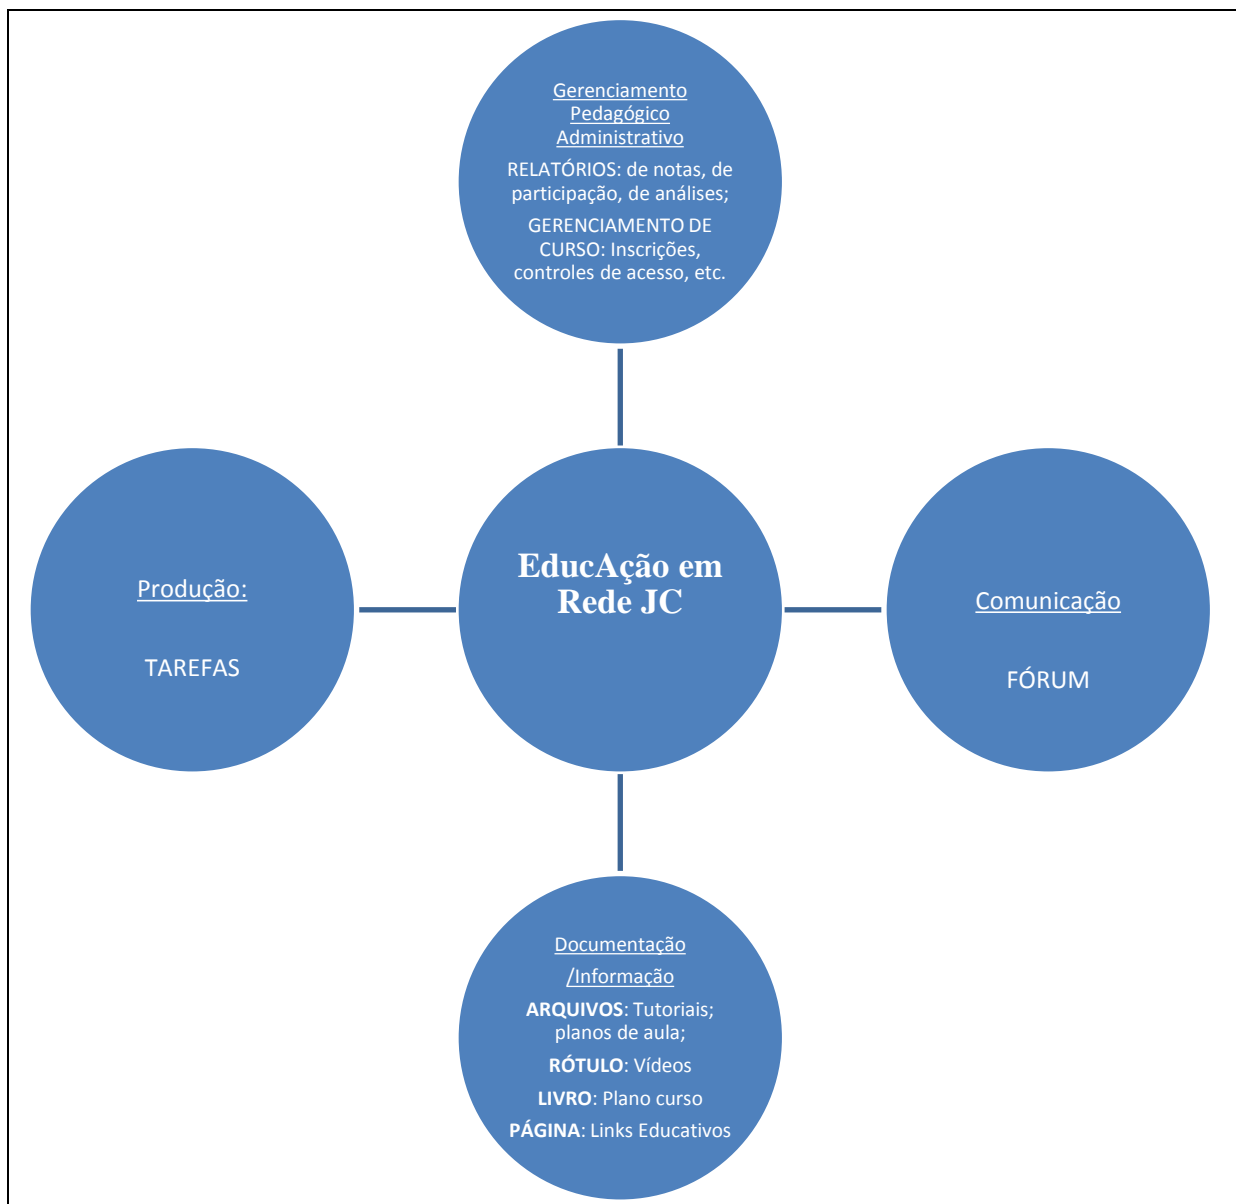 Gerenciamento
Pedagógico
Administrativo
RELATÓRIOS: de notas, de
participação, de análises;
GERENCIAMENTO DE
CURSO: Inscrições,
controles de acesso, etc.
Produção:
TAREFAS
EducAção em
Rede JC
Comunicação
FÓRUM
Documentação
/Informação
ARQUIVOS: Tutoriais;
planos de aula;
RÓTULO: Vídeos
LIVRO: Plano curso
PÁGINA: Links Educativos